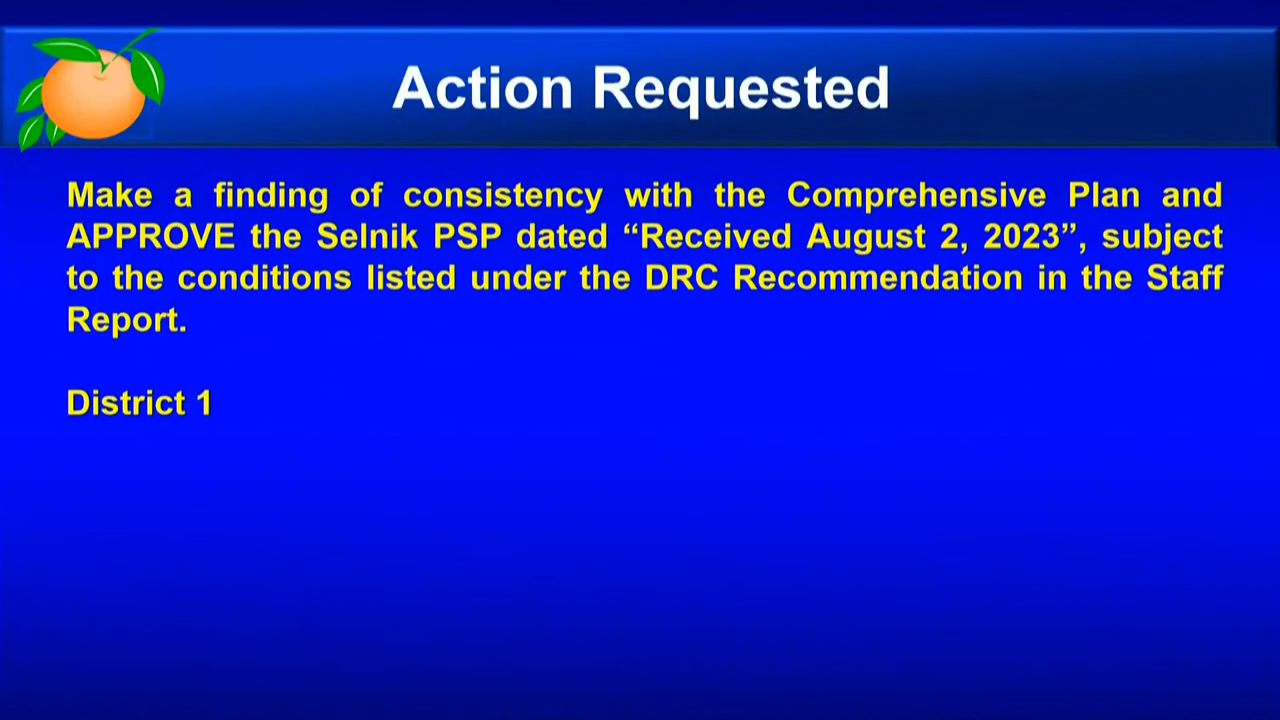 Action Requested
Make a finding of consistency with the Comprehensive Plan and
APPROVE the Selnik PSP dated “Received August 2, 2023”, subject
to the conditions listed under the DRC Recommendation in the Staff
Report.
District 1